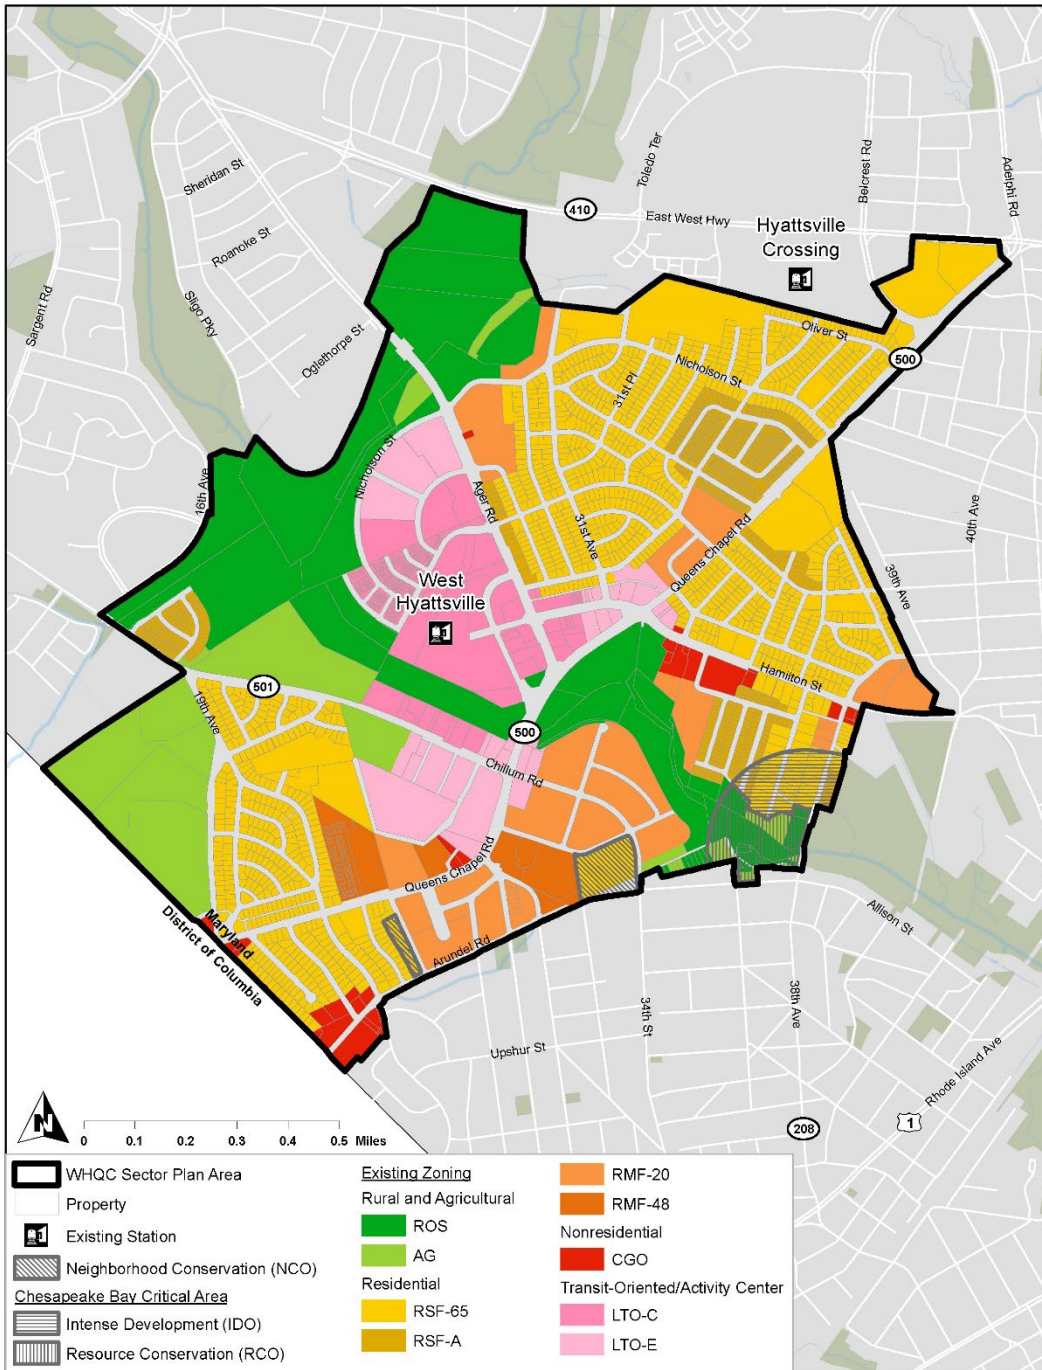 Toledo Ter
Belcrest Rd
Adelphi Rd
Sheridan St
410
East West Hwy
Hyattsville
Crossing
Roanoke St
Sargent Rd
Sligo Pky
Oglethorpe St
Oliver St
500
Nicholson St
31st Pl
Nicholson St
16th Ave
Ager Rd
40th Ave
31st Ave
Queens Chapel Rd
39th Ave
West
Hyattsville
Hamilton St
501
19th Ave
500
Chillum Rd
Queens Chapel Rd
Allison St
Maryland
District of Columbia
Arundel Rd
34th St
38th Ave
Upshur St
Rhode Island Ave
208
1
N
0 0.1 0.2 0.3 0.4 0.5 Miles
WHQC Sector Plan Area
Property
Existing Station
Neighborhood Conservation (NCO)
Chesapeake Bay Critical Area
Intense Development (IDO)
Resource Conservation (RCO)
Existing Zoning
Rural and Agricultural
ROS
AG
Residential
RSF-65
RSF-A
RMF-20
RMF-48
Nonresidential
CGO
Transit-Oriented/Activity Center
LTO-C
LTO-E